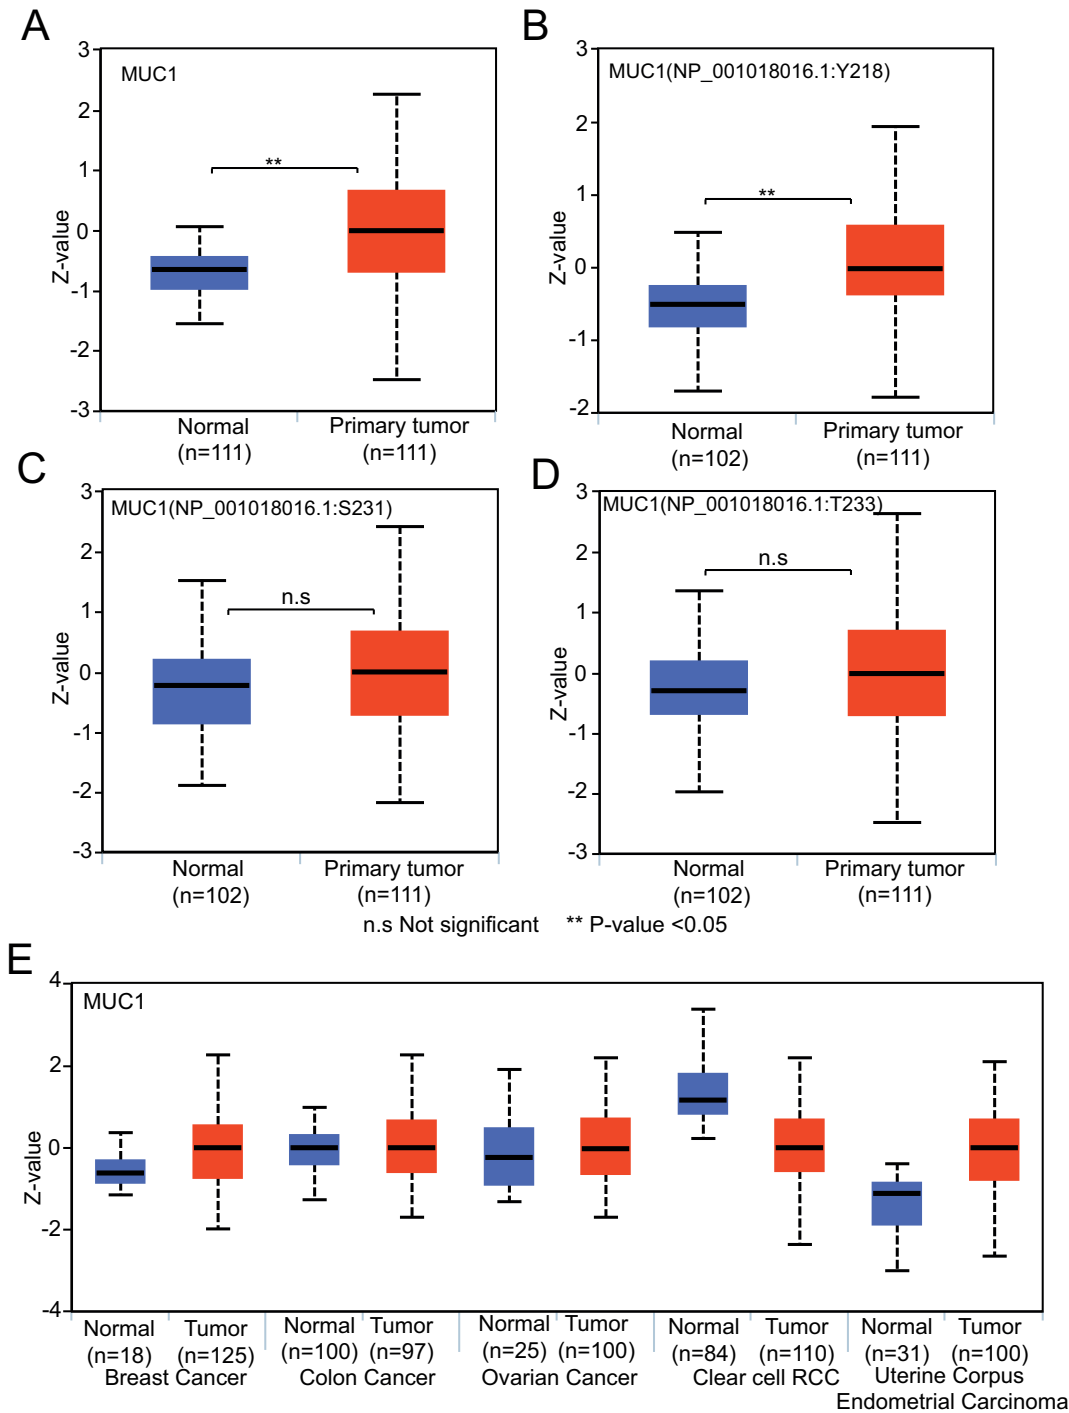 A
MUC1
**
3
2
1
0
-1
-2
-3
Z-value
Normal
(n=111)
Primary tumor
(n=111)
B
MUC1(NP_001018016.1:Y218)
**
3
2
1
0
-1
-2
Z-value
Normal
(n=102)
Primary tumor
(n=111)
C
MUC1(NP_001018016.1:S231)
n.s
3
2
1
0
-1
-2
-3
Z-value
Normal
(n=102)
Primary tumor
(n=111)
D
MUC1(NP_001018016.1:T233)
n.s
3
2
1
0
-1
-2
-3
Z-value
Normal
(n=102)
Primary tumor
(n=111)
n.s Not significant ** P-value <0.05
E
MUC1
4
2
0
-2
-4
Z-value
Normal
(n=18)
Tumor
(n=125)
Breast Cancer
Normal
(n=100)
Tumor
(n=97)
Colon Cancer
Normal
(n=25)
Tumor
(n=100)
Ovarian Cancer
Normal
(n=84)
Tumor
(n=110)
Clear cell RCC
Normal
(n=31)
Tumor
(n=100)
Uterine Corpus
Endometrial Carcinoma